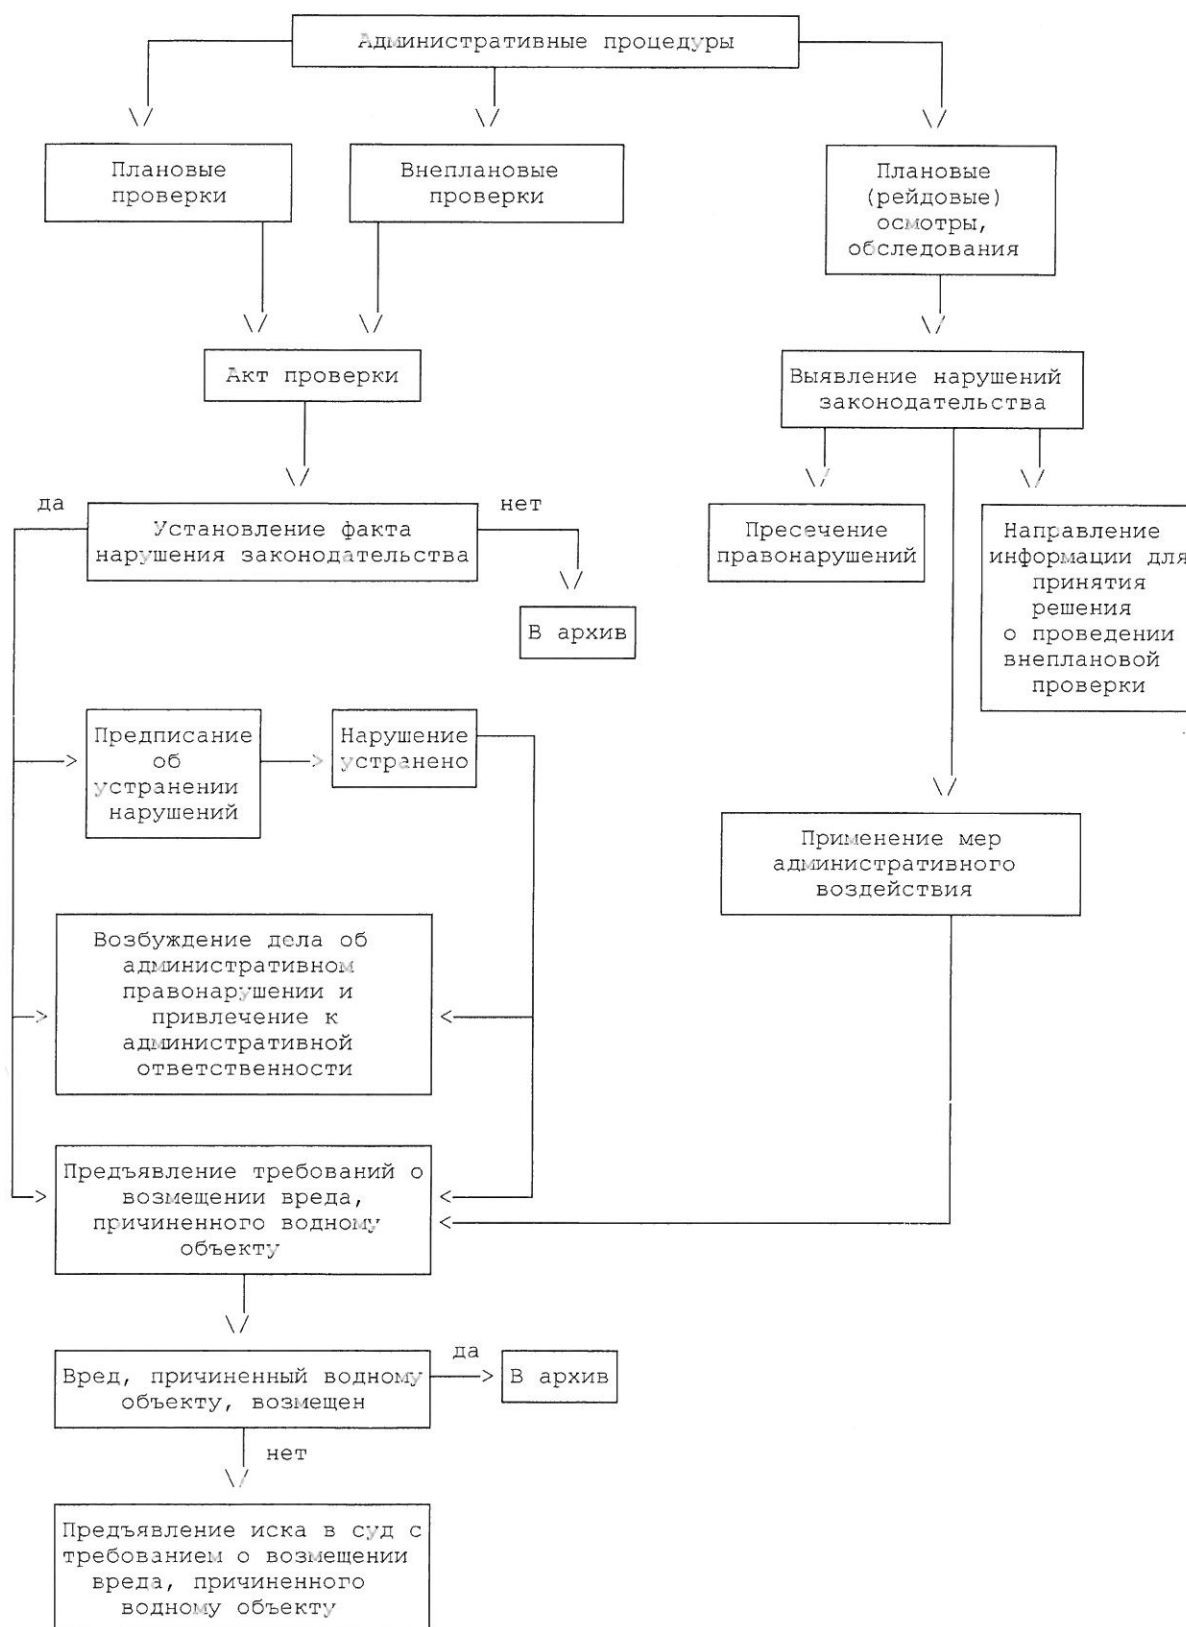 Административные процедуры
Плановые
проверки
Внеплановые
проверки
Плановые
(рейдовые)
осмотры,
обследования
Акт проверки
Выявление нарушений
законодательства
да
нет
Установление факта
нарушения законодательства
В архив
Пресечение
правонарушений
Направление
информации для
принятия
решения
о проведении
внеплановой
проверки
Предписание
об
устранении
нарушений
Нарушение
устранено
Применение мер
административного
воздействия
Возбуждение дела об
административном
правонарушении и
привлечение к
административной
ответственности
Предъявление требований о
возмещении вреда,
причиненного водному
объекту
Вред, причиненный водному
объекту, возмещен
да
В архив
нет
Предъявление иска в суд с
требованием о возмещении
вреда, причиненного
водному объекту